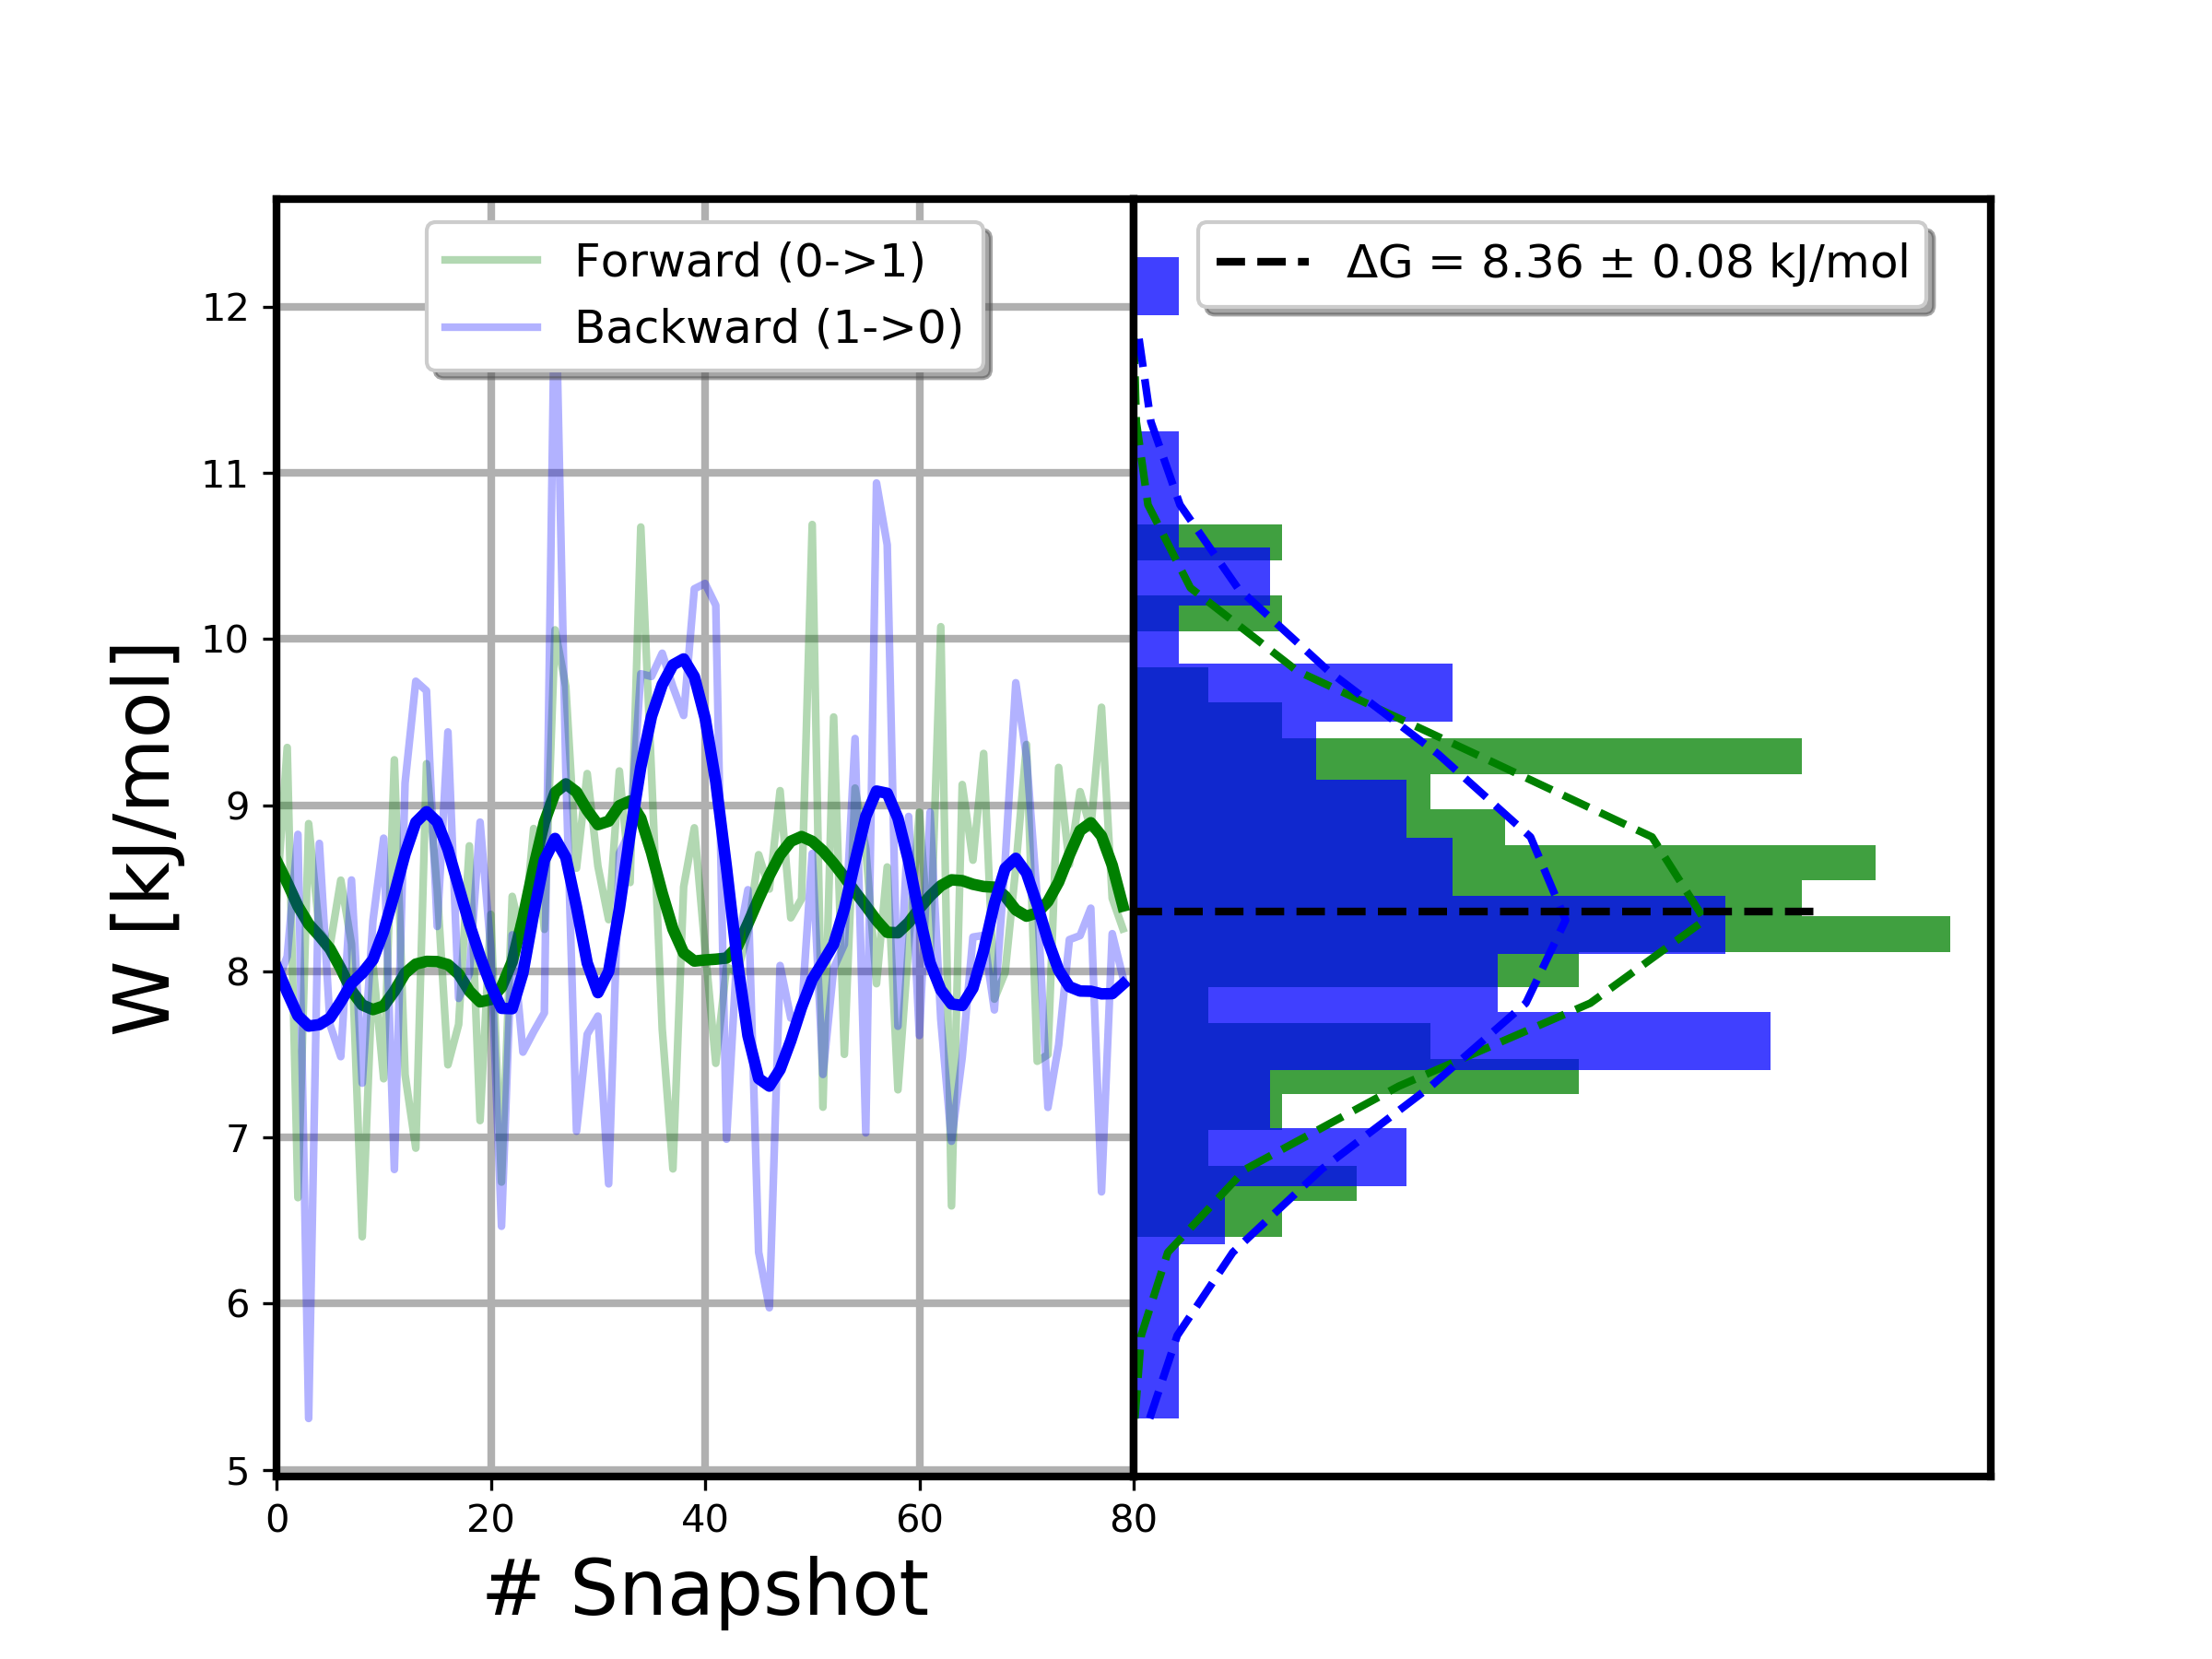 Forward (0->1)
Backward (1->0)
ΔG = 8.36 ± 0.08 kJ/mol
W [kJ/mol]
12
11
10
9
8
7
6
5
0 20 40 60 80
# Snapshot